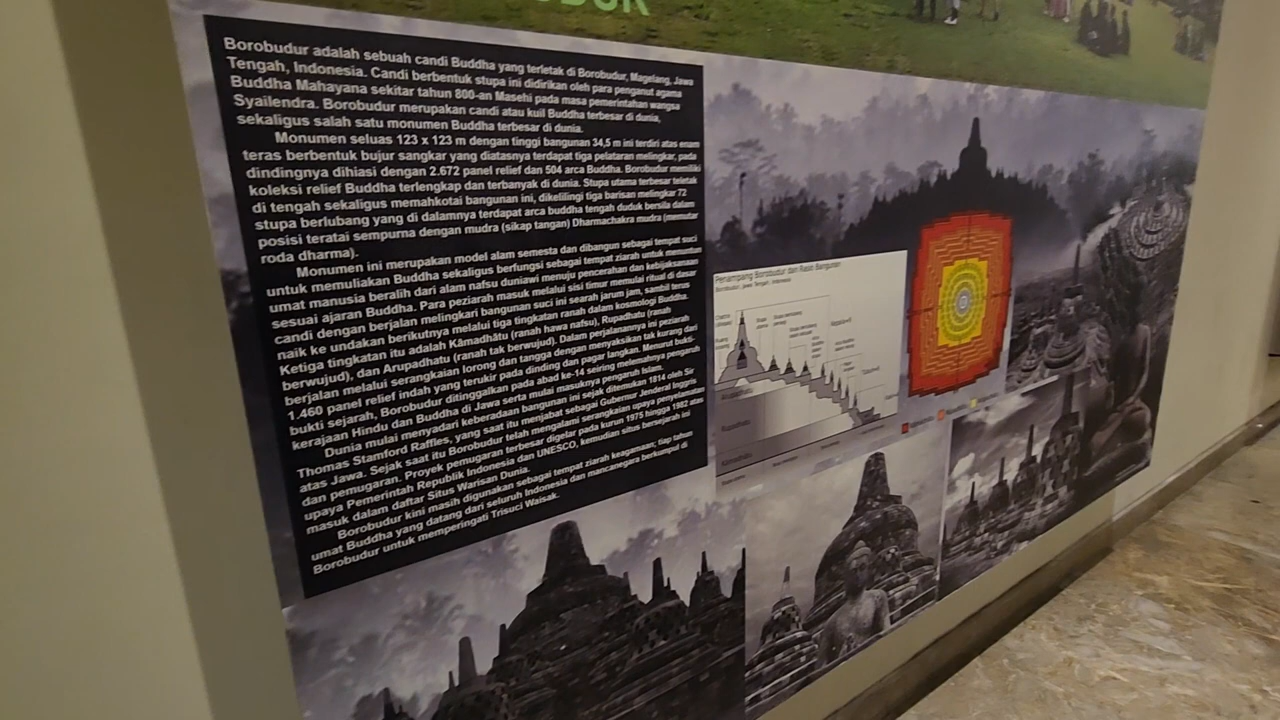 Borobudur adalah sebuah candi Buddha yang terletak di Borobudur, Magelang, Jawa
Tengah, Indonesia. Candi berbentuk stupa ini didirikan oleh para penganut agama
Buddha Mahayana sekitar tahun 800-an Masehi pada masa pemerintahan wangsa
Syailendra. Borobudur merupakan candi atau kuil Buddha terbesar di dunia,
sekaligus salah satu monumen Buddha terbesar di dunia.
Monumen seluas 123 x 123 m dengan tinggi bangunan 34,5 m ini terdiri atas enam
teras berbentuk bujur sangkar yang diatasnya terdapat tiga pelataran melingkar, pada
dindingnya dihiasi dengan 2.672 panel relief dan 504 arca Buddha. Borobudur memiliki
koleksi relief Buddha terlengkap dan terbanyak di dunia. Stupa utama terbesar teletak
di tengah sekaligus memahkotai bangunan ini, dikelilingi tiga barisan melingkar 72
stupa berlubang yang di dalamnya terdapat arca buddha tengah duduk bersila dalam
posisi teratai sempurna dengan mudra (sikap tangan) Dharmachakra mudra (memutar
roda dharma).
Monumen ini merupakan model alam semesta dan dibangun sebagai tempat suci
untuk memuliakan Buddha sekaligus berfungsi sebagai tempat ziarah untuk menuntun
umat manusia beralih dari alam nafsu duniawi menuju pencerahan dan kebijaksanaan
sesuai ajaran Buddha. Para peziarah masuk melalui sisi timur memulai ritual di dasar
candi dengan berjalan melingkari bangunan suci ini searah jarum jam, sambil terus
naik ke undakan berikutnya melalui tiga tingkatan ranah dalam kosmologi Buddha.
Ketiga tingkatan itu adalah Kāmadhātu (ranah hawa nafsu), Rupadhatu (ranah
berwujud), dan Arupadhatu (ranah tak berwujud). Dalam perjalanannya ini peziarah
berjalan melalui serangkaian lorong dan tangga dengan menyaksikan tak kurang dari
1.460 panel relief indah yang terukir pada dinding dan pagar langkan. Menurut bukti-
bukti sejarah, Borobudur ditinggalkan pada abad ke-14 seiring melemahnya pengaruh
kerajaan Hindu dan Buddha di Jawa serta mulai masuknya pengaruh Islam.
Dunia mulai menyadari keberadaan bangunan ini sejak ditemukan 1814 oleh Sir
Thomas Stamford Raffles, yang saat itu menjabat sebagai Gubernur Jenderal Inggris
atas Jawa. Sejak saat itu Borobudur telah mengalami serangkaian upaya penyelamatan
dan pemugaran. Proyek pemugaran terbesar digelar pada kurun 1975 hingga 1982 atas
upaya Pemerintah Republik Indonesia dan UNESCO, kemudian situs bersejarah ini
masuk dalam daftar Situs Warisan Dunia.
Borobudur kini masih digunakan sebagai tempat ziarah keagamaan; tiap tahun
umat Buddha yang datang dari seluruh Indonesia dan mancanegara berkumpul di
Borobudur untuk memperingati Trisuci Waisak.
Penampang Borobudur dan Rasio Bangunan
Borobudur, Jawa Tengah, Indonesia